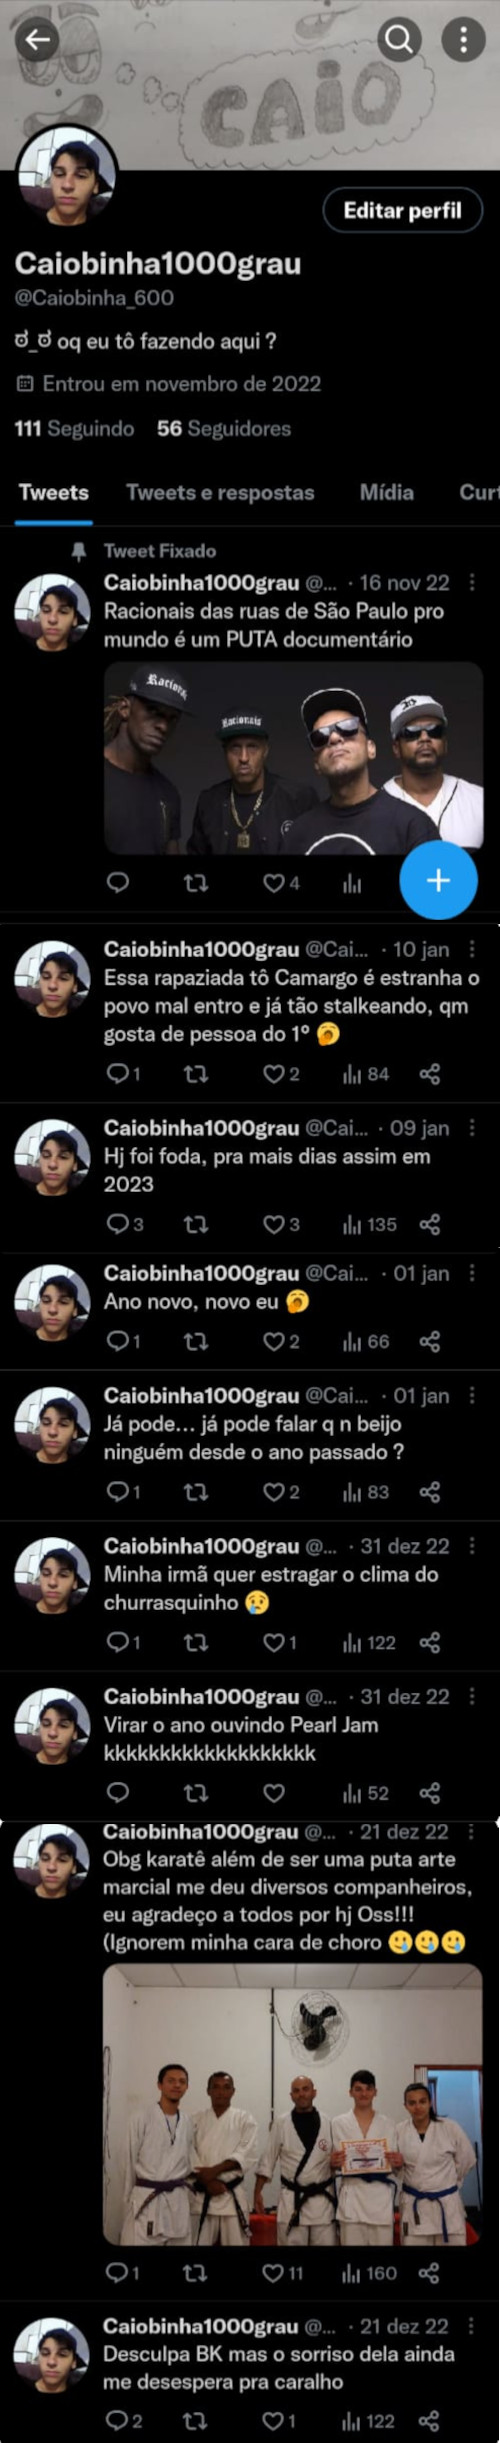 CAIO
Editar perfil
Caiobinha1000grau
@Caiobinha_600
ಠ_ಠ oq eu tô fazendo aqui ?
Entrou em novembro de 2022
111 Seguindo 56 Seguidores
Tweets Tweets e respostas Mídia Curt
Tweet Fixado
Caiobinha1000grau @... · 16 nov 22
Racionais das ruas de São Paulo pro
mundo é um PUTA documentário
Racionais
4
Caiobinha1000grau @Cai... · 10 jan
Essa rapaziada tô Camargo é estranha o
povo mal entro e já tão stalkeando, qm
gosta de pessoa do 1° 🥱
1 2 84
Caiobinha1000grau @Cai... · 09 jan
Hj foi foda, pra mais dias assim em
2023
3 3 135
Caiobinha1000grau @Cai... · 01 jan
Ano novo, novo eu 🥱
1 2 66
Caiobinha1000grau @Cai... · 01 jan
Já pode... já pode falar q n beijo
ninguém desde o ano passado ?
1 2 83
Caiobinha1000grau @... · 31 dez 22
Minha irmã quer estragar o clima do
churrasquinho 😢
1 1 122
Caiobinha1000grau @... · 31 dez 22
Virar o ano ouvindo Pearl Jam
kkkkkkkkkkkkkkkkkkk
52
Caiobinha1000grau @... · 21 dez 22
Obg karatê além de ser uma puta arte
marcial me deu diversos companheiros,
eu agradeço a todos por hj Oss!!!
(Ignorem minha cara de choro 🥲🥲🥲
1 11 160
Caiobinha1000grau @... · 21 dez 22
Desculpa BK mas o sorriso dela ainda
me desespera pra caralho
2 1 122